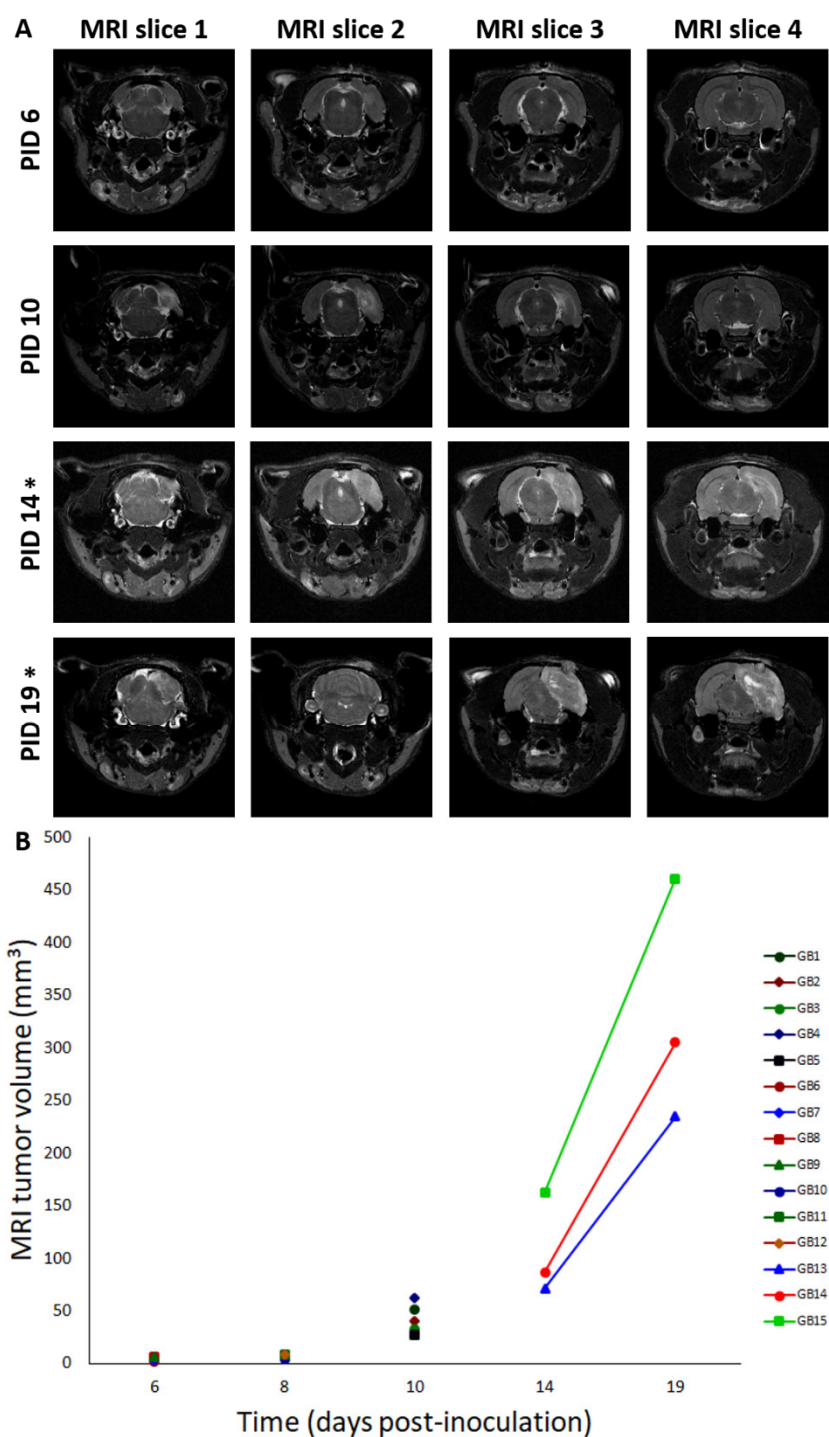 A
MRI slice 1 MRI slice 2 MRI slice 3 MRI slice 4
PID 6
PID 10
PID 14 *
PID 19 *
B
500
450
400
350
300
250
200
150
100
50
0
MRI tumor volume (mm³)
6 8 10 14 19
Time (days post-inoculation)
GB1
GB2
GB3
GB4
GB5
GB6
GB7
GB8
GB9
GB10
GB11
GB12
GB13
GB14
GB15